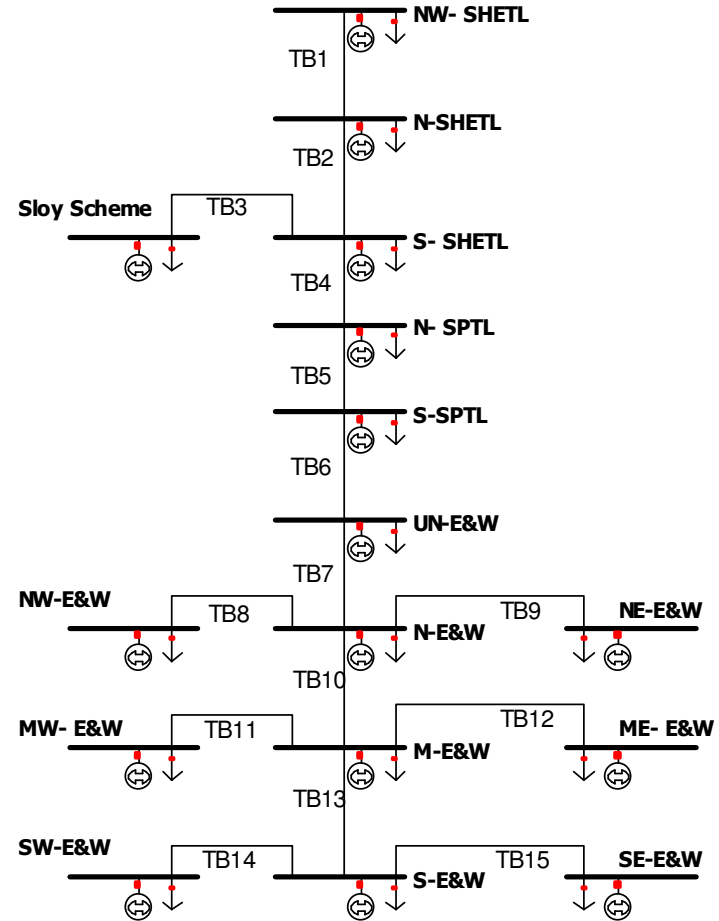 NW- SHETL
TB1
N-SHETL
TB2
Sloy Scheme
TB3
S- SHETL
TB4
N- SPTL
TB5
S-SPTL
TB6
UN-E&W
TB7
NW-E&W
TB8
N-E&W
TB9
NE-E&W
TB10
MW- E&W
TB11
M-E&W
TB12
ME- E&W
TB13
SW-E&W
TB14
S-E&W
TB15
SE-E&W